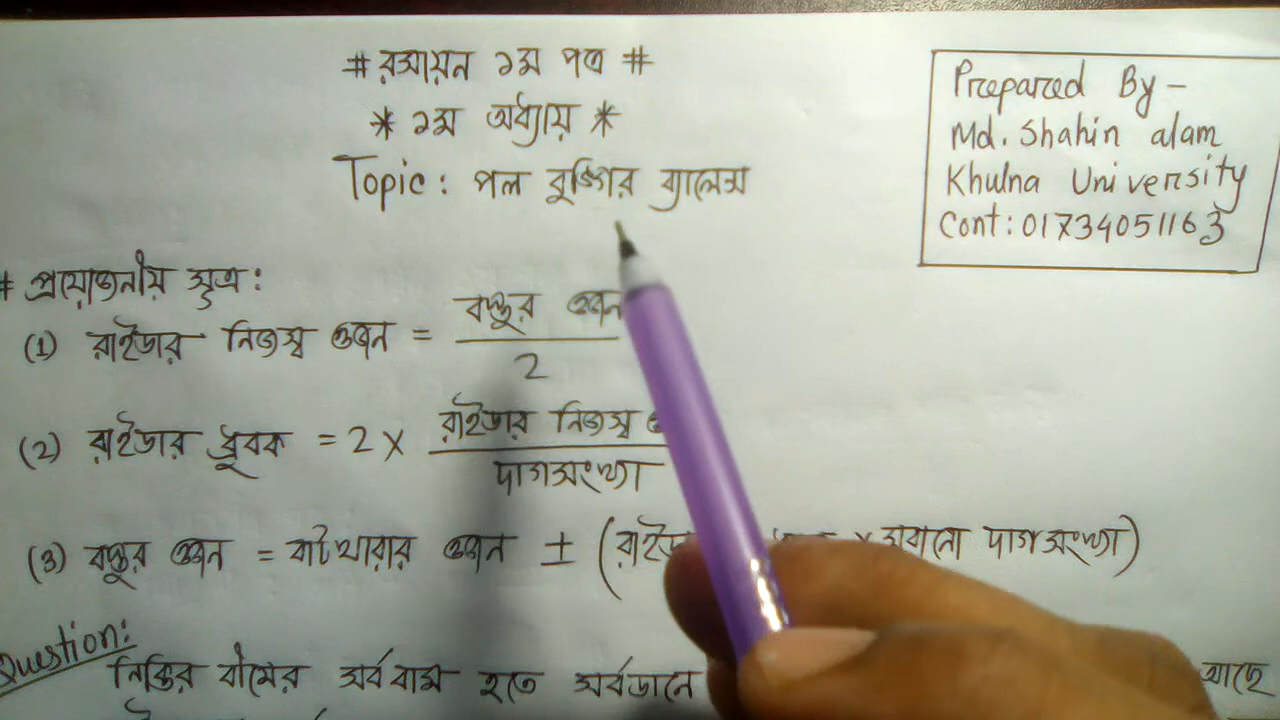 # রসায়ন ১ম পত্র #
* ১ম অধ্যায় *
Topic: পল বুঙ্গির ব্যালেন্স
Prepared By -
Md. Shahin alam
Khulna University
Cont: 01734051163
# প্রয়োজনীয় সূত্র:
(1) রাইডার নিজস্ব ওজন = বস্তুর ওজন / 2
(2) রাইডার ধ্রুবক = 2 × রাইডার নিজস্ব / দাগসংখ্যা
(3) বস্তুর ওজন = বাটখারার ওজন ± ( × সরানো দাগসংখ্যা)
Question:
নিক্তির বীমের সর্ববাম হতে সর্বডানে আছে